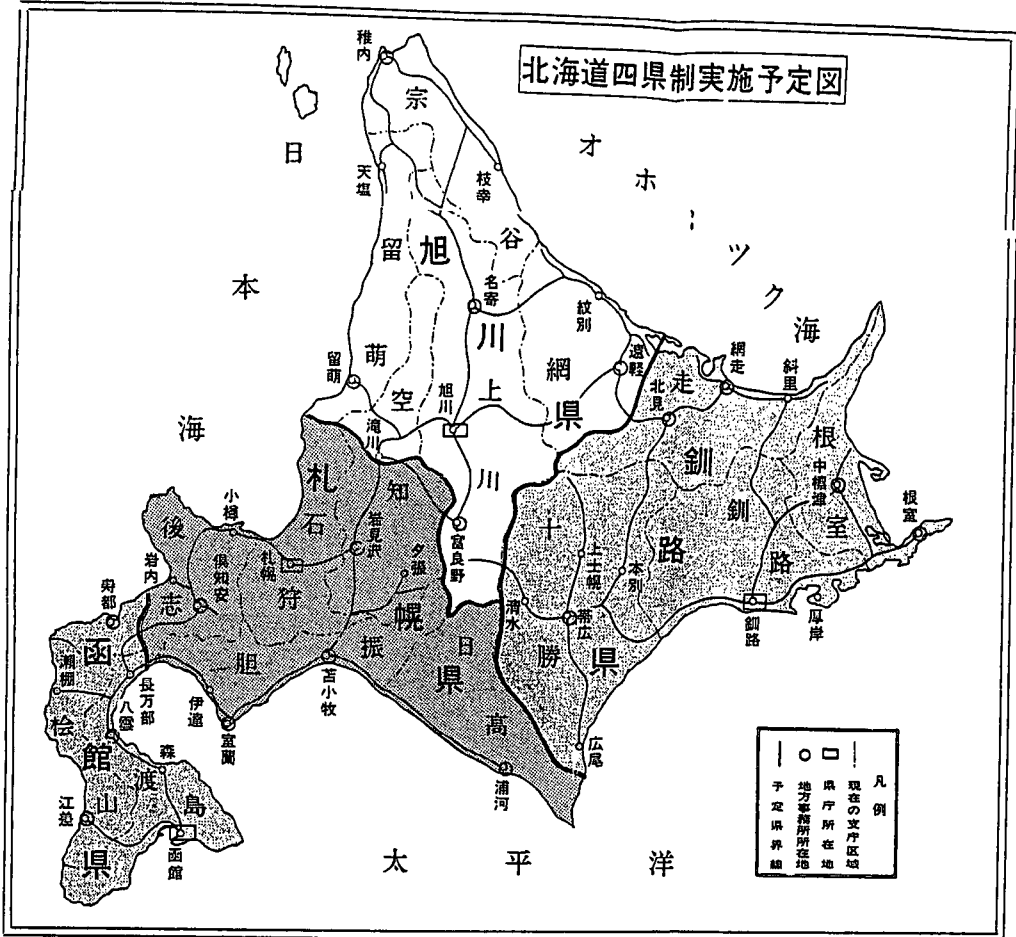 北海道四県制実施予定図
オホーツク海
日本海
太平洋
旭川県
札幌県
函館県
釧路県
宗谷
留萌
上川
空知
網走
石狩
後志
胆振
日高
十勝
釧路
根室
桧山
渡島
稚内
天塩
枝幸
名寄
紋別
遠軽
網走
斜里
北見
留萌
旭川
滝川
富良野
小樽
札幌
岩見沢
夕張
倶知安
岩内
寿都
瀬棚
長万部
八雲
森
江差
函館
伊達
室蘭
苫小牧
浦河
広尾
帯広
清水
上士幌
本別
釧路
厚岸
中標津
根室
凡例
現在の支庁区域
県庁所在地
地方事務所所在地
予定県界線